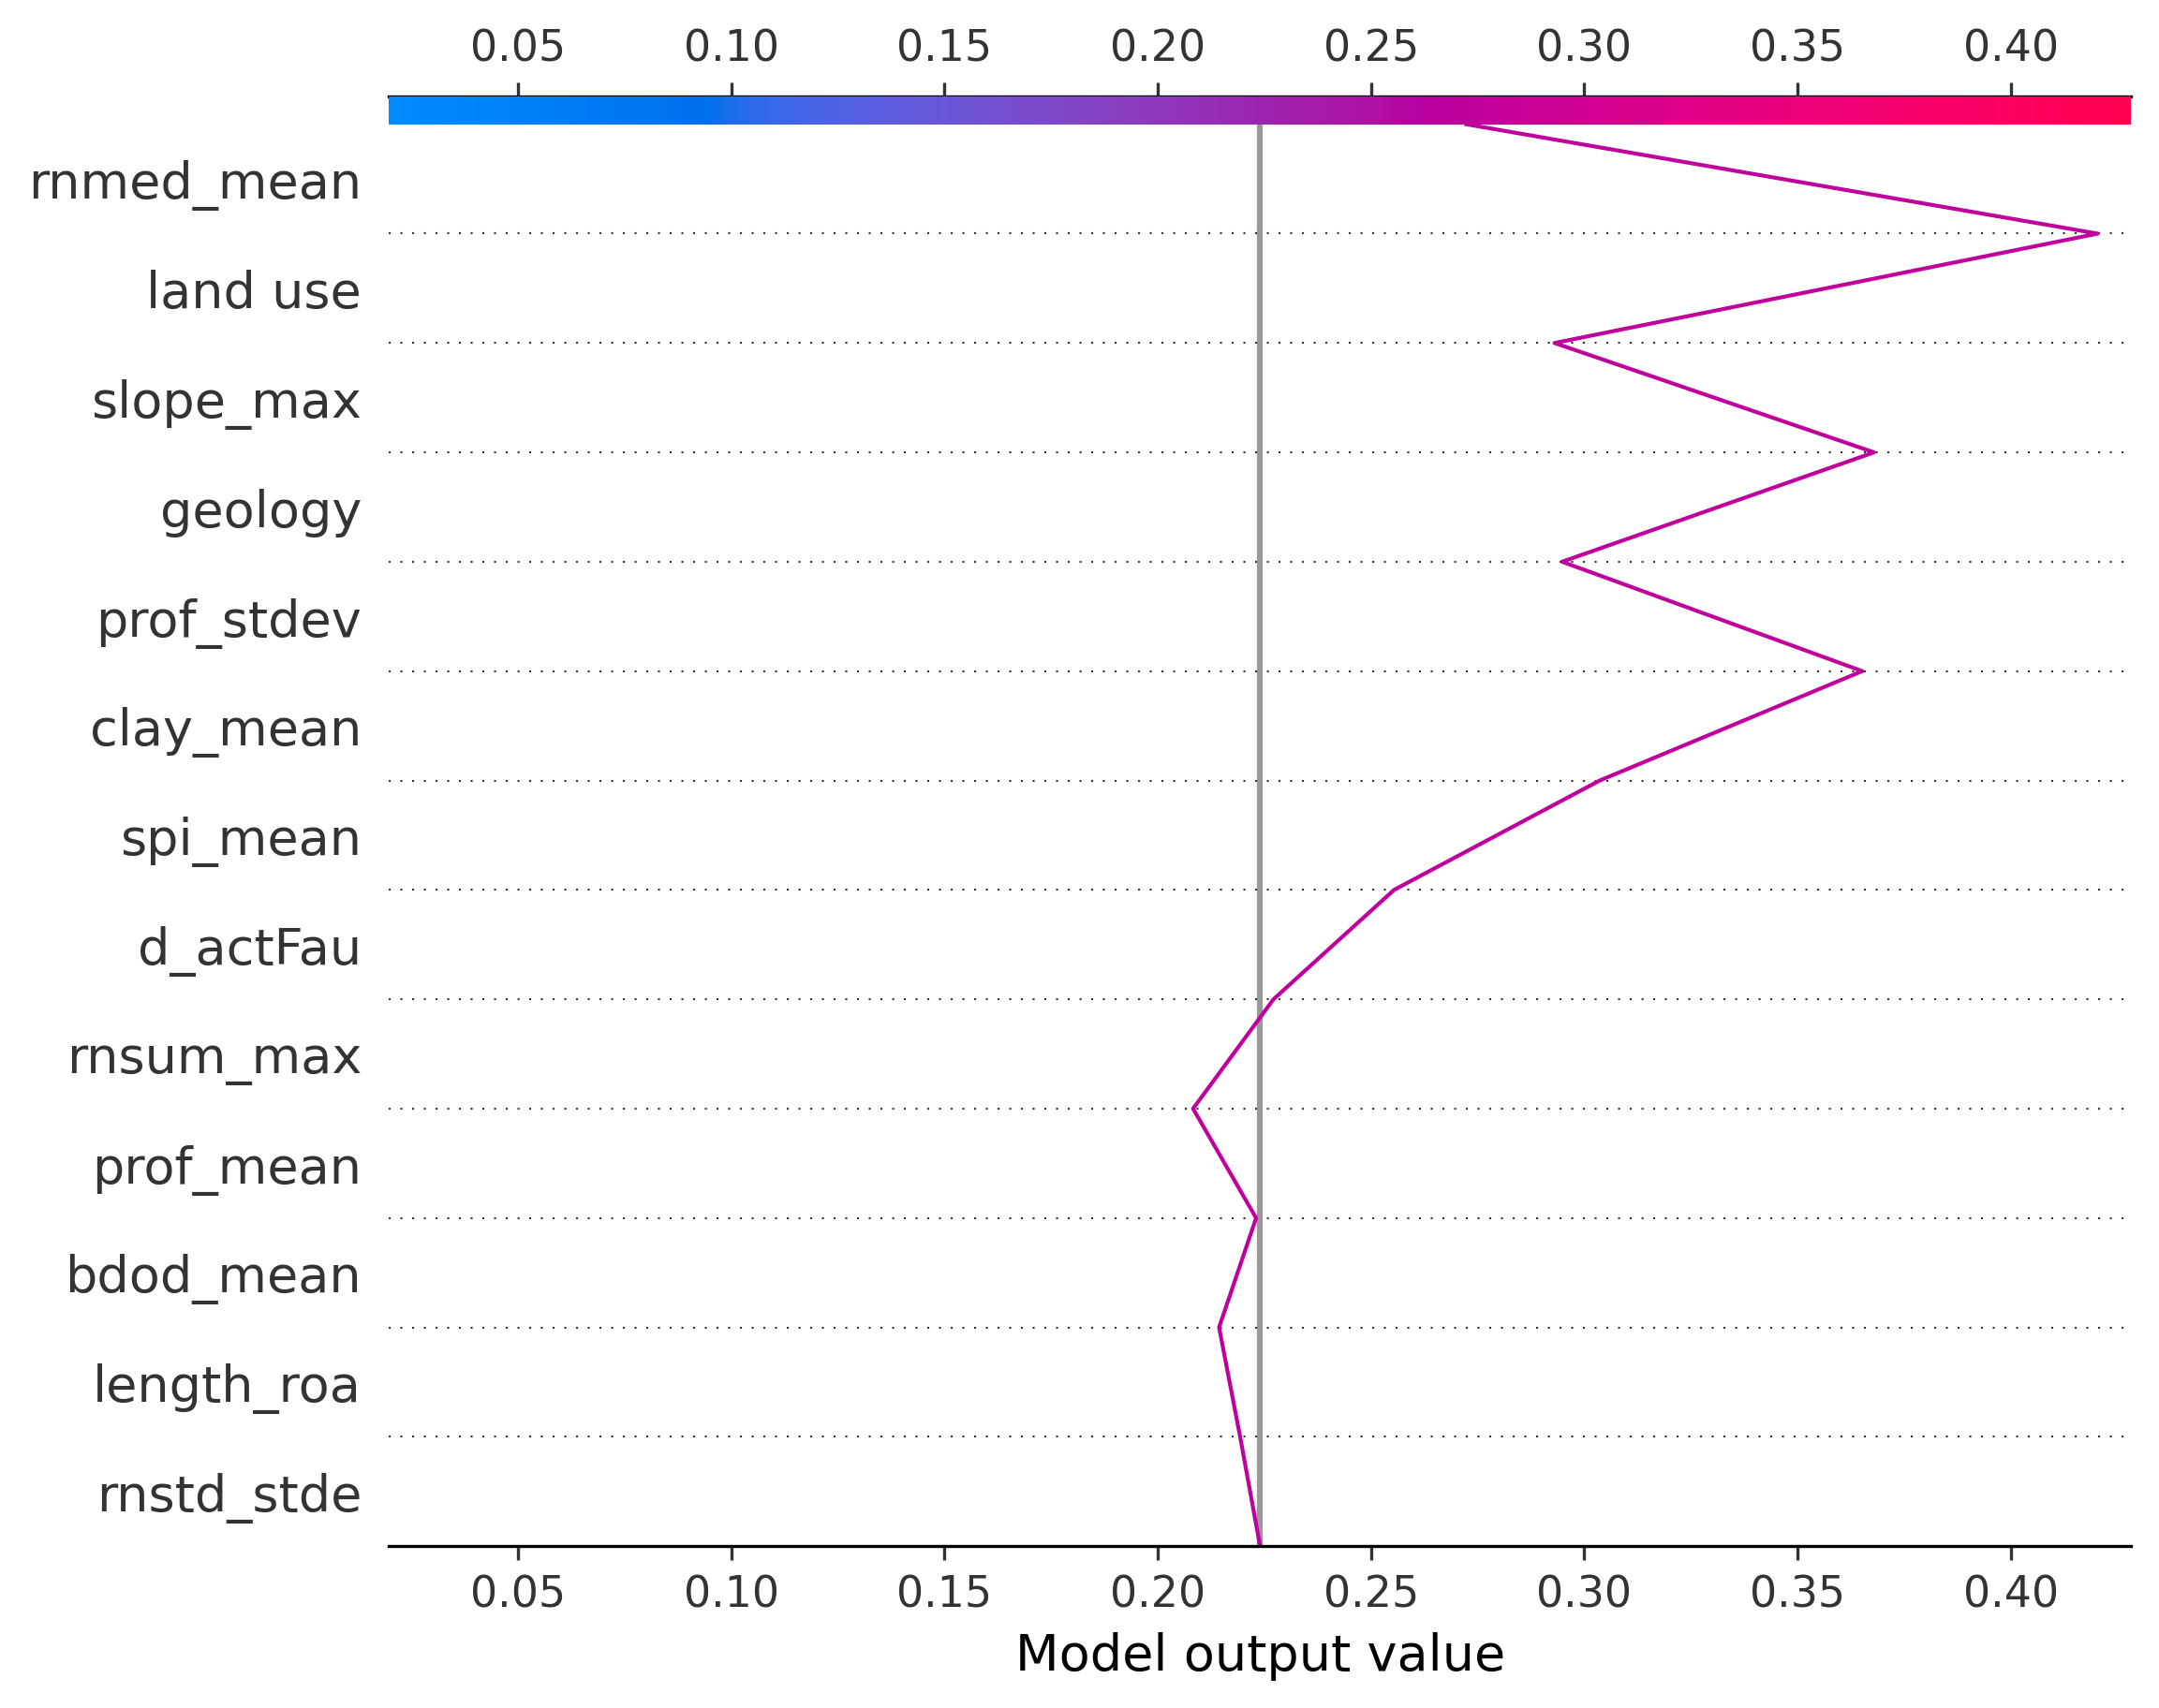 0.05 0.10 0.15 0.20 0.25 0.30 0.35 0.40
rnmed_mean
land use
slope_max
geology
prof_stdev
clay_mean
spi_mean
d_actFau
rnsum_max
prof_mean
bdod_mean
length_roa
rnstd_stde
0.05 0.10 0.15 0.20 0.25 0.30 0.35 0.40
Model output value